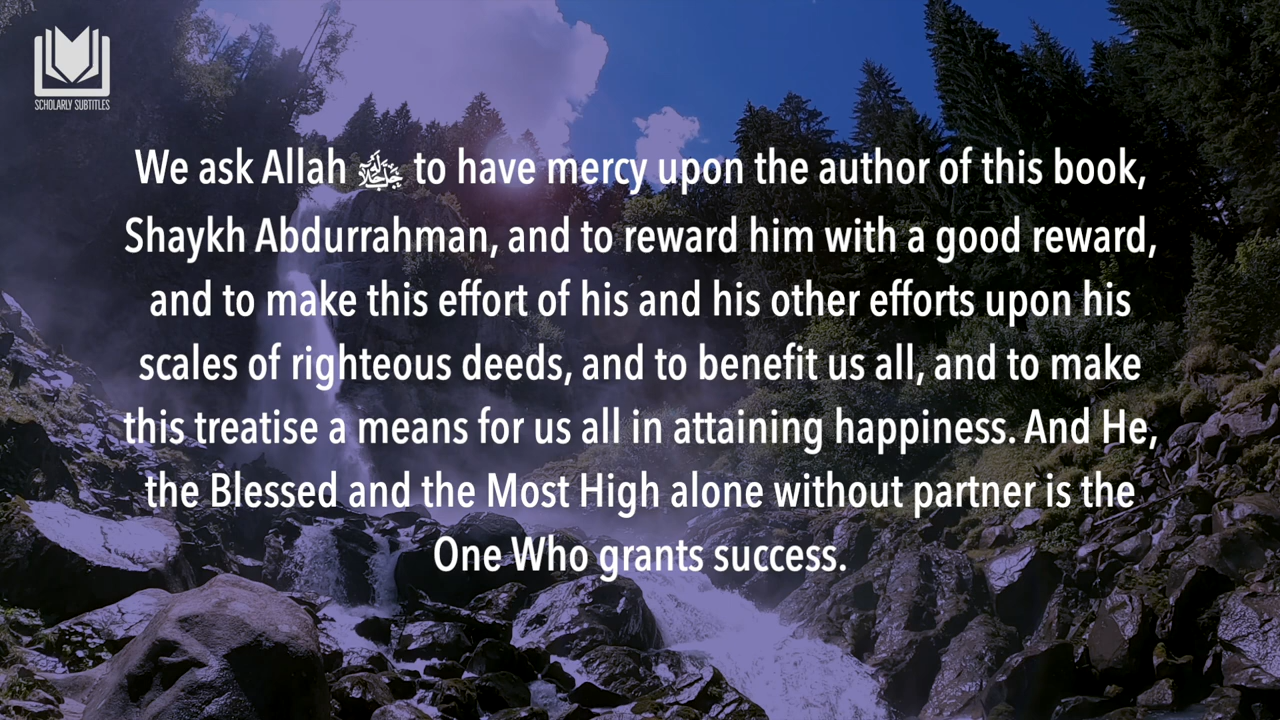 SCHOLARLY SUBTITLES
We ask Allah ﷻ to have mercy upon the author of this book,
Shaykh Abdurrahman, and to reward him with a good reward,
and to make this effort of his and his other efforts upon his
scales of righteous deeds, and to benefit us all, and to make
this treatise a means for us all in attaining happiness. And He,
the Blessed and the Most High alone without partner is the
One Who grants success.